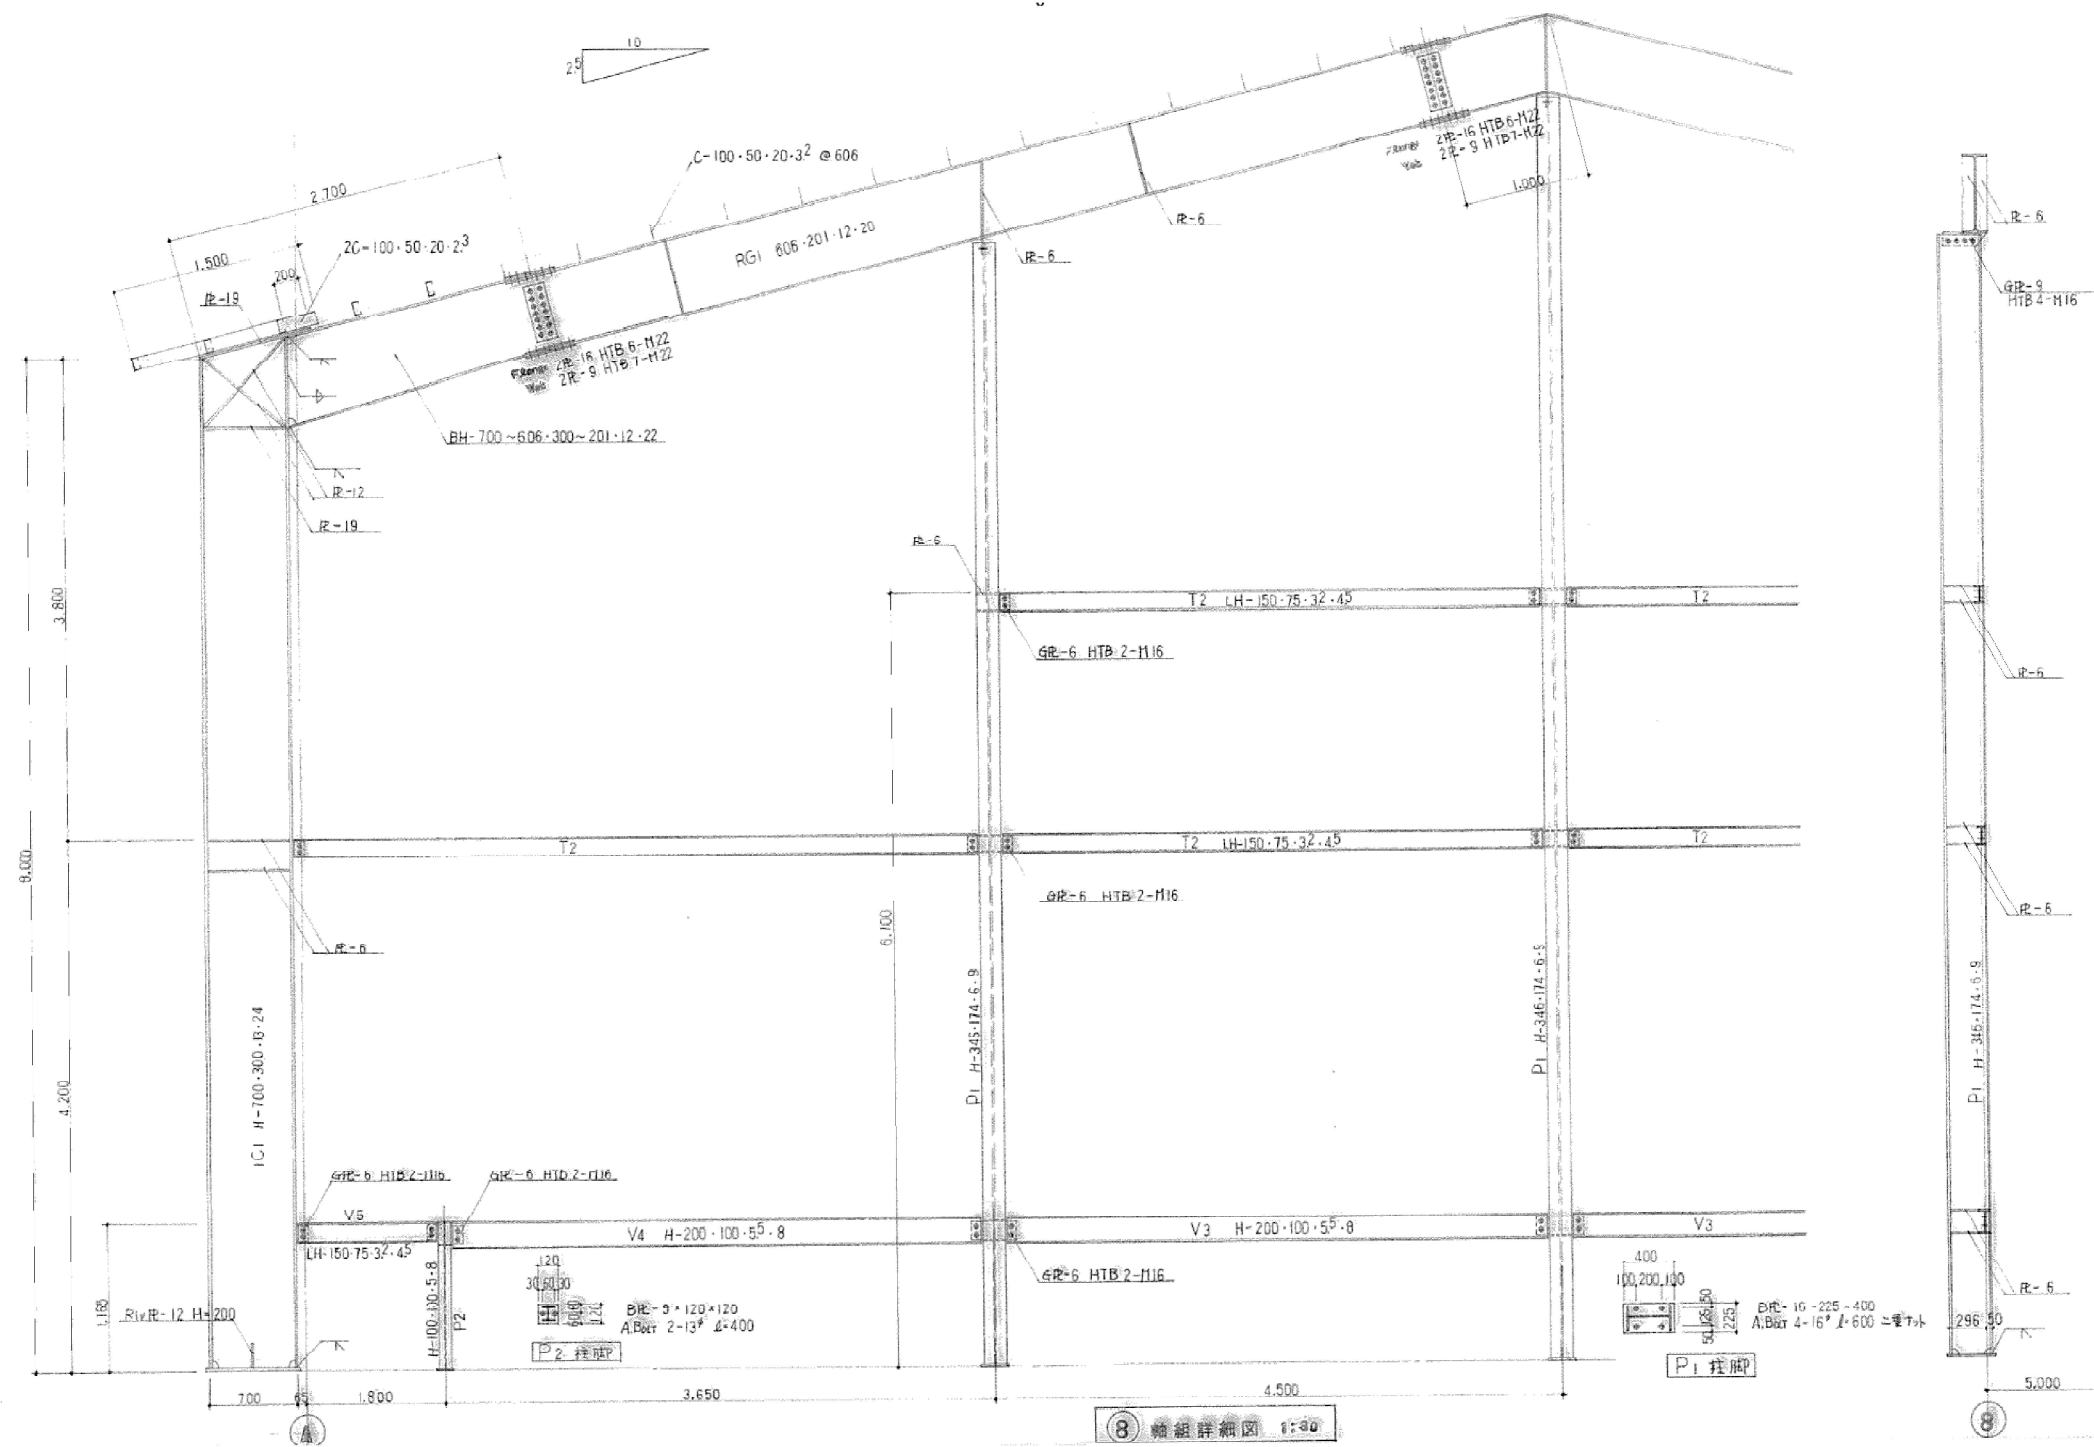 10
2.5
C-100・50・20・3.2 @606
2.700
1.500
200
2C-100・50・20・2.3
PL-19
RG1 606・201・12・20
2PL-16 HTB 6-M22
2PL-9 HTB 7-M22
1.000
PL-6
PL-6
PL-6
GPL-9
HTB 4-M16
Flange 2PL-16 HTB 6-M22
Web 2PL-9 HTB 7-M22
BH-700~606・300~201・12・22
PL-12
PL-19
3.800
PL-6
T2 LH-150・75・3.2・4.5
T2
GPL-6 HTB 2-M16
PL-6
T2
T2 LH-150・75・3.2・4.5
T2
GPL-6 HTB 2-M16
PL-6
6.100
PL-6
P1 H-346・174・6・9
P1 H-346・174・6・9
P1 H-346・174・6・9
1C1 H-700・300・13・24
4.200
GPL-6 HTB 2-M16
GPL-6 HTB 2-M16
V5
LH-150・75・3.2・4.5
V4 H-200・100・5.5・8
V3 H-200・100・5.5・8
V3
GPL-6 HTB 2-M16
PL-6
H-100・100・6・8
P2
Rib PL-12 H=200
120
30 60 30
60
120
BPL-9×120×120
A.Bolt 2-13φ ℓ=400
P2 柱脚
400
100 200 100
50 125 50
225
BPL-16-225-400
A.Bolt 4-16φ ℓ=600 二重ナット
P1 柱脚
296 50
700
65
1.800
3.650
4.500
5.000
A
8 軸組詳細図 1:30
8